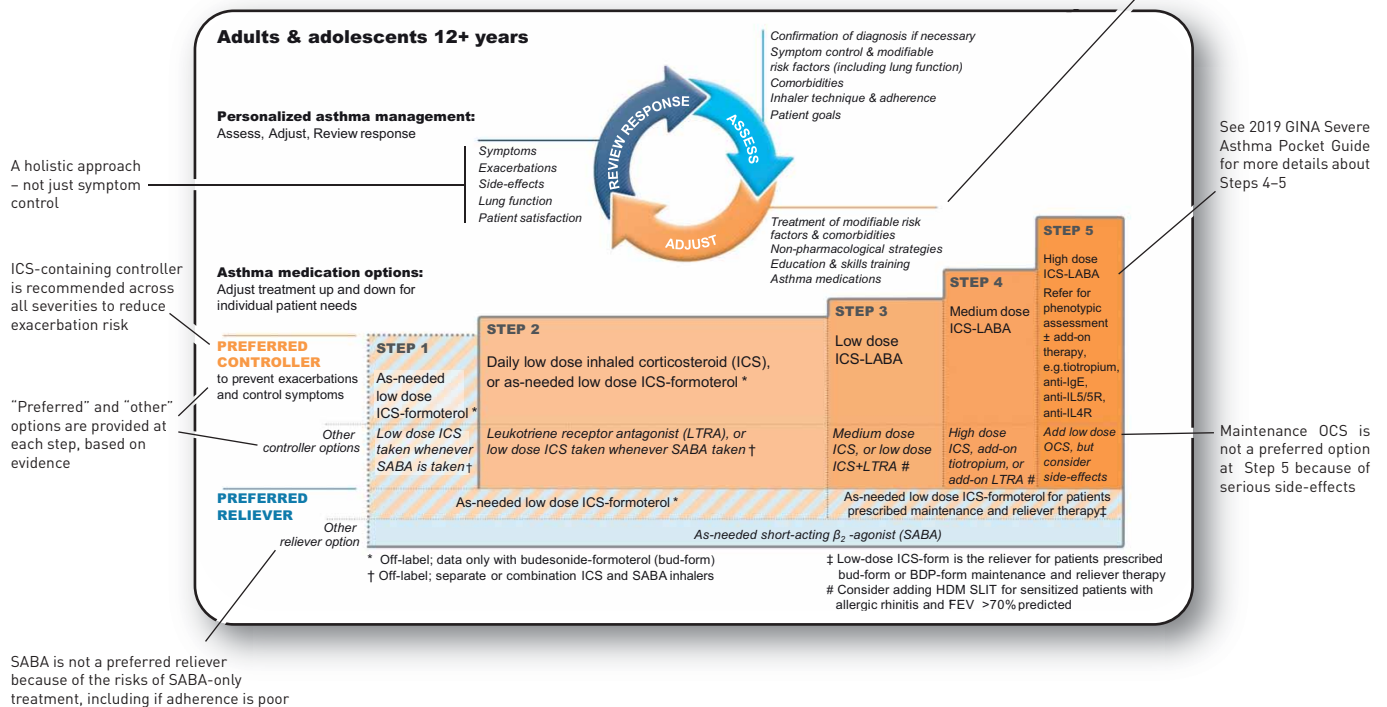 Adults & adolescents 12+ years
Personalized asthma management:
Assess, Adjust, Review response
REVIEW RESPONSE
ASSESS
ADJUST
Confirmation of diagnosis if necessary
Symptom control & modifiable
risk factors (including lung function)
Comorbidities
Inhaler technique & adherence
Patient goals
Symptoms
Exacerbations
Side-effects
Lung function
Patient satisfaction
Treatment of modifiable risk
factors & comorbidities
Non-pharmacological strategies
Education & skills training
Asthma medications
A holistic approach
– not just symptom
control
See 2019 GINA Severe
Asthma Pocket Guide
for more details about
Steps 4–5
ICS-containing controller
is recommended across
all severities to reduce
exacerbation risk
Asthma medication options:
Adjust treatment up and down for
individual patient needs
PREFERRED
CONTROLLER
to prevent exacerbations
and control symptoms
STEP 1
As-needed
low dose
ICS-formoterol *
STEP 2
Daily low dose inhaled corticosteroid (ICS),
or as-needed low dose ICS-formoterol *
STEP 3
Low dose
ICS-LABA
STEP 4
Medium dose
ICS-LABA
STEP 5
High dose
ICS-LABA
Refer for
phenotypic
assessment
± add-on
therapy,
e.g.tiotropium,
anti-IgE,
anti-IL5/5R,
anti-IL4R
"Preferred" and "other"
options are provided at
each step, based on
evidence
Other
controller options
Low dose ICS
taken whenever
SABA is taken†
Leukotriene receptor antagonist (LTRA), or
low dose ICS taken whenever SABA taken †
Medium dose
ICS, or low dose
ICS+LTRA #
High dose
ICS, add-on
tiotropium, or
add-on LTRA #
Add low dose
OCS, but
consider
side-effects
Maintenance OCS is
not a preferred option
at Step 5 because of
serious side-effects
PREFERRED
RELIEVER
As-needed low dose ICS-formoterol *
As-needed low dose ICS-formoterol for patients
prescribed maintenance and reliever therapy‡
Other
reliever option
As-needed short-acting β2 -agonist (SABA)
* Off-label; data only with budesonide-formoterol (bud-form)
† Off-label; separate or combination ICS and SABA inhalers
‡ Low-dose ICS-form is the reliever for patients prescribed
bud-form or BDP-form maintenance and reliever therapy
# Consider adding HDM SLIT for sensitized patients with
allergic rhinitis and FEV >70% predicted
SABA is not a preferred reliever
because of the risks of SABA-only
treatment, including if adherence is poor